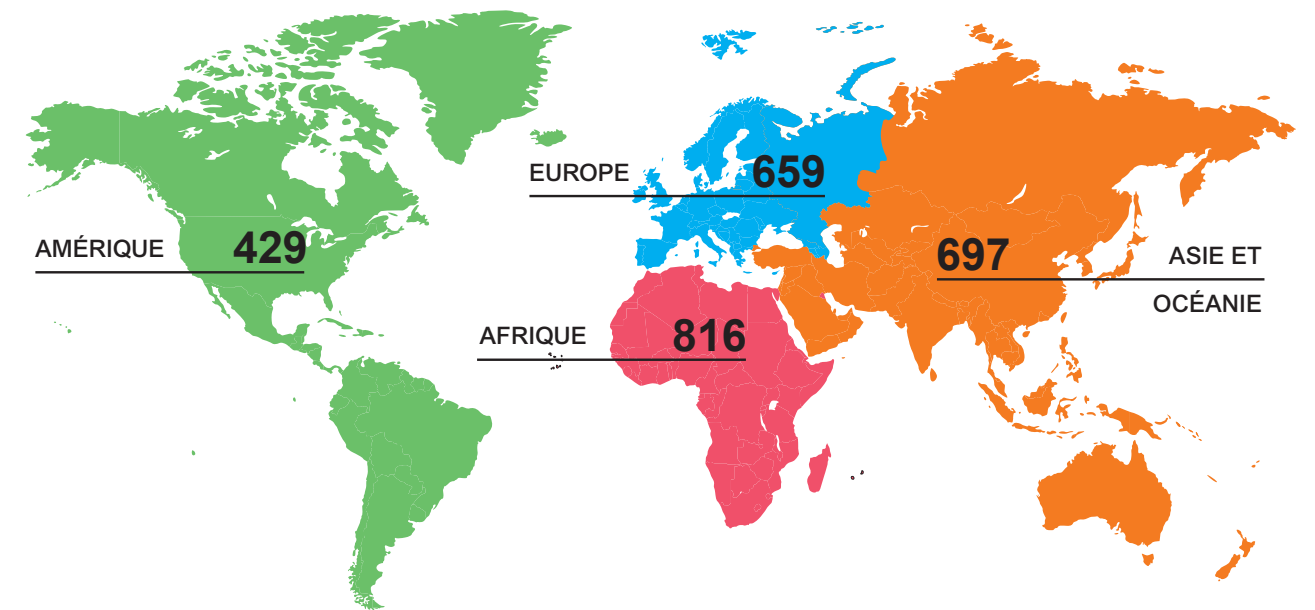 EUROPE 659
AMÉRIQUE 429
697 ASIE ET
OCÉANIE
AFRIQUE 816